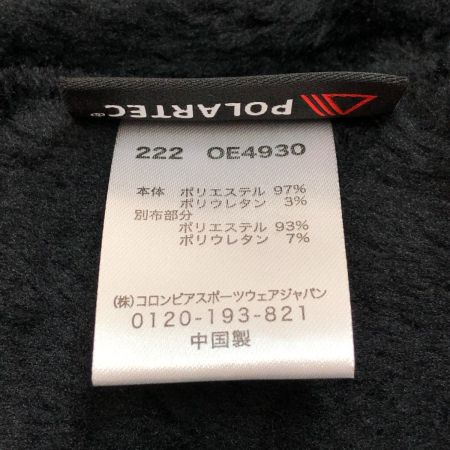 POLARTEC®
222 OE4930
本体 ポリエステル 97%
ポリウレタン 3%
別布部分
ポリエステル 93%
ポリウレタン 7%
(株)コロンビアスポーツウェアジャパン
0120-193-821
中国製